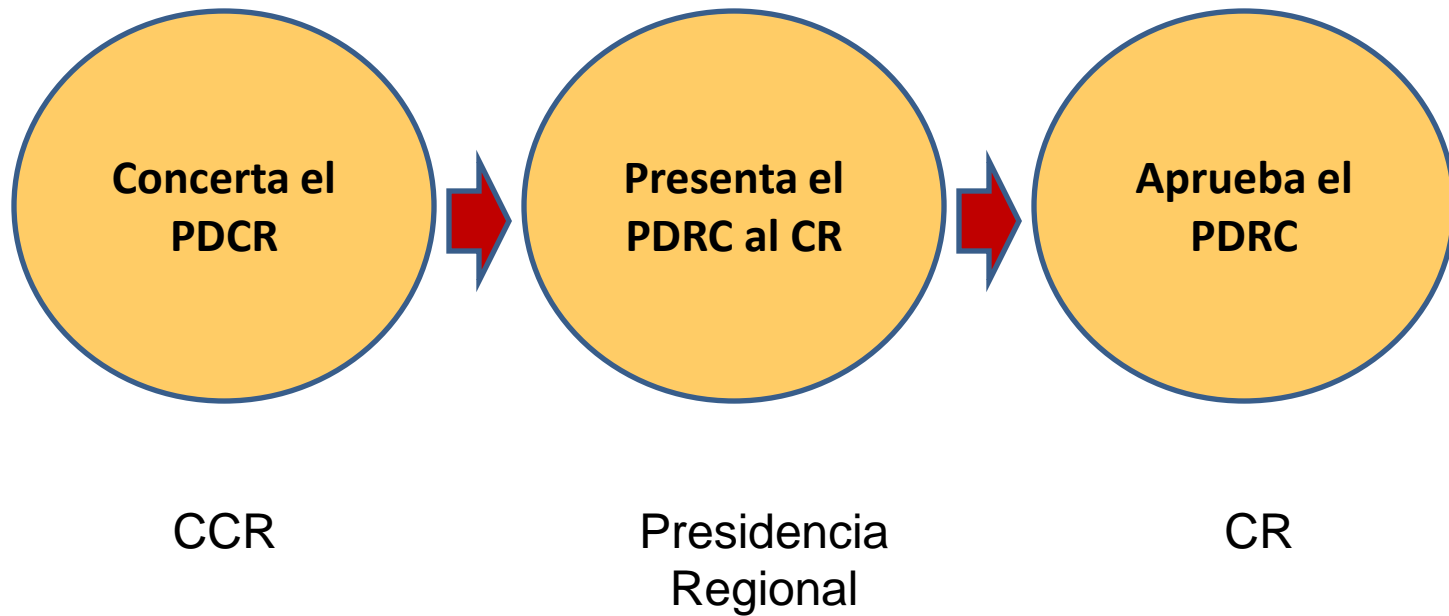 Concerta el
PDCR
Presenta el
PDRC al CR
Aprueba el
PDRC
CCR
Presidencia
Regional
CR